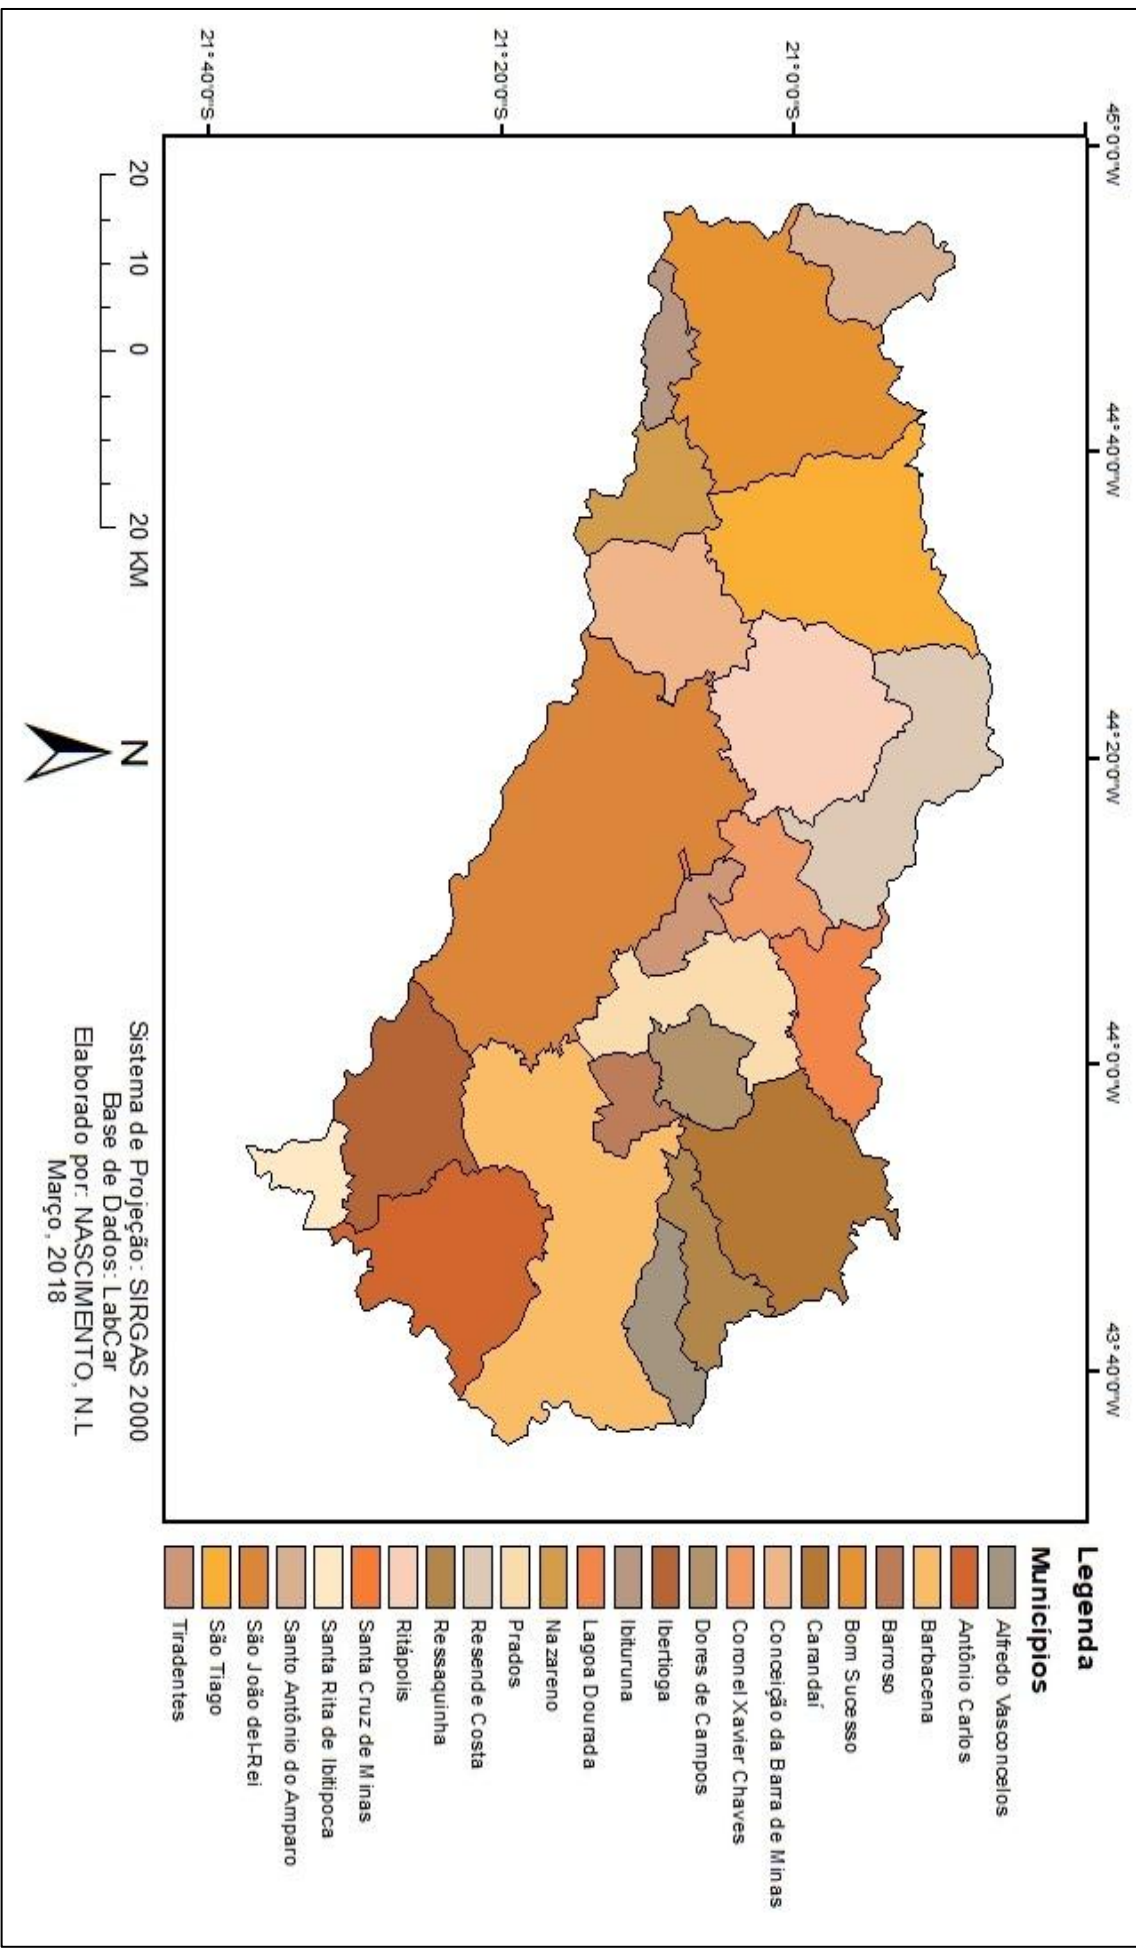 45°0'0"W
44°40'0"W
44°20'0"W
44°0'0"W
43°40'0"W
21°0'0"S
21°20'0"S
21°40'0"S
Legenda
Municípios
Alfredo Vasconcelos
Antônio Carlos
Barbacena
Barroso
Bom Sucesso
Carandaí
Conceição da Barra de Minas
Coronel Xavier Chaves
Dores de Campos
Ibertioga
Ibituruna
Lagoa Dourada
Nazareno
Prados
Resende Costa
Ressaquinha
Ritápolis
Santa Cruz de Minas
Santa Rita de Ibitipoca
Santo Antônio do Amparo
São João del-Rei
São Tiago
Tiradentes
20 10 0 20 KM
N
Sistema de Projeção: SIRGAS 2000
Base de Dados: LabCar
Elaborado por: NASCIMENTO, N.L
Março, 2018